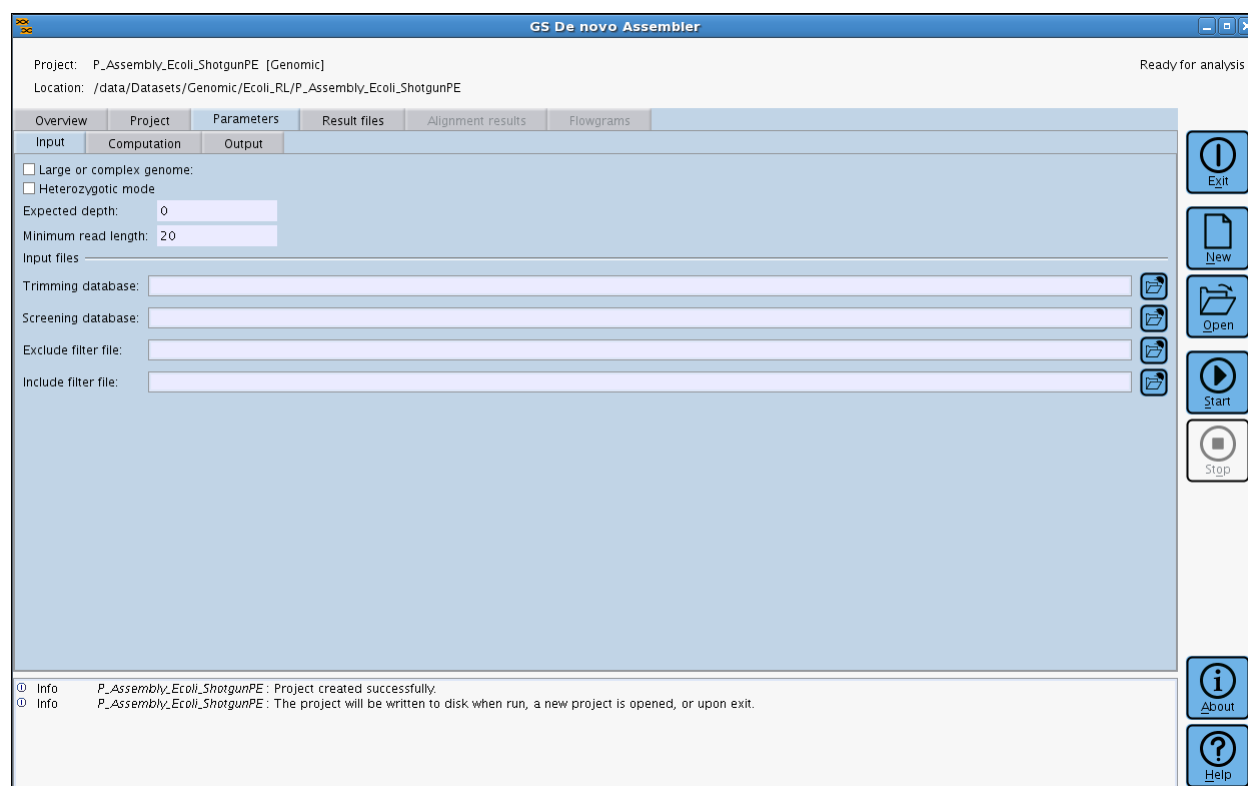 GS De novo Assembler
Project: P_Assembly_Ecoli_ShotgunPE [Genomic]
Ready for analysis
Location: /data/Datasets/Genomic/Ecoli_RL/P_Assembly_Ecoli_ShotgunPE
Overview Project Parameters Result files Alignment results Flowgrams
Input Computation Output
Large or complex genome:
Heterozygotic mode
Expected depth: 0
Minimum read length: 20
Input files
Trimming database:
Screening database:
Exclude filter file:
Include filter file:
Exit
New
Open
Start
Stop
Info P_Assembly_Ecoli_ShotgunPE : Project created successfully.
Info P_Assembly_Ecoli_ShotgunPE : The project will be written to disk when run, a new project is opened, or upon exit.
About
Help